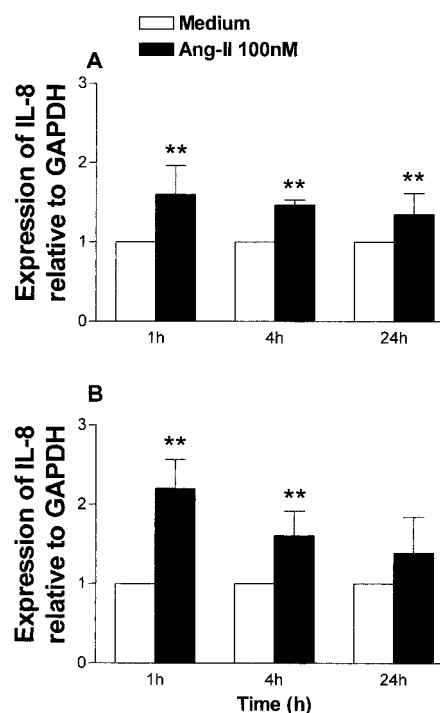 Medium
Ang-II 100nM
A
Expression of IL-8
relative to GAPDH
3
2
1
0
** ** **
1h 4h 24h
B
Expression of IL-8
relative to GAPDH
3
2
1
0
** **
1h 4h 24h
Time (h)